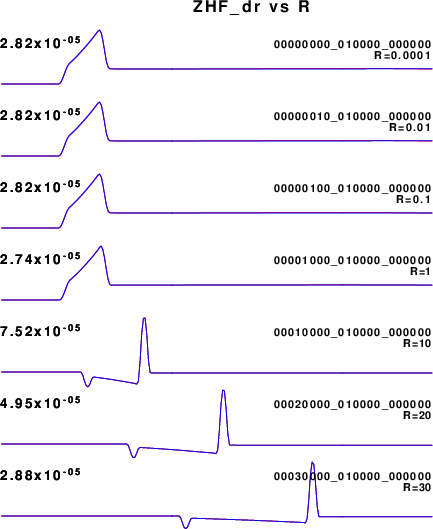 ZHF_dr vs R
2.82x10⁻⁰⁵ 00000000_010000_000000
R=0.0001
2.82x10⁻⁰⁵ 00000010_010000_000000
R=0.01
2.82x10⁻⁰⁵ 00000100_010000_000000
R=0.1
2.74x10⁻⁰⁵ 00001000_010000_000000
R=1
7.52x10⁻⁰⁵ 00010000_010000_000000
R=10
4.95x10⁻⁰⁵ 00020000_010000_000000
R=20
2.88x10⁻⁰⁵ 00030000_010000_000000
R=30